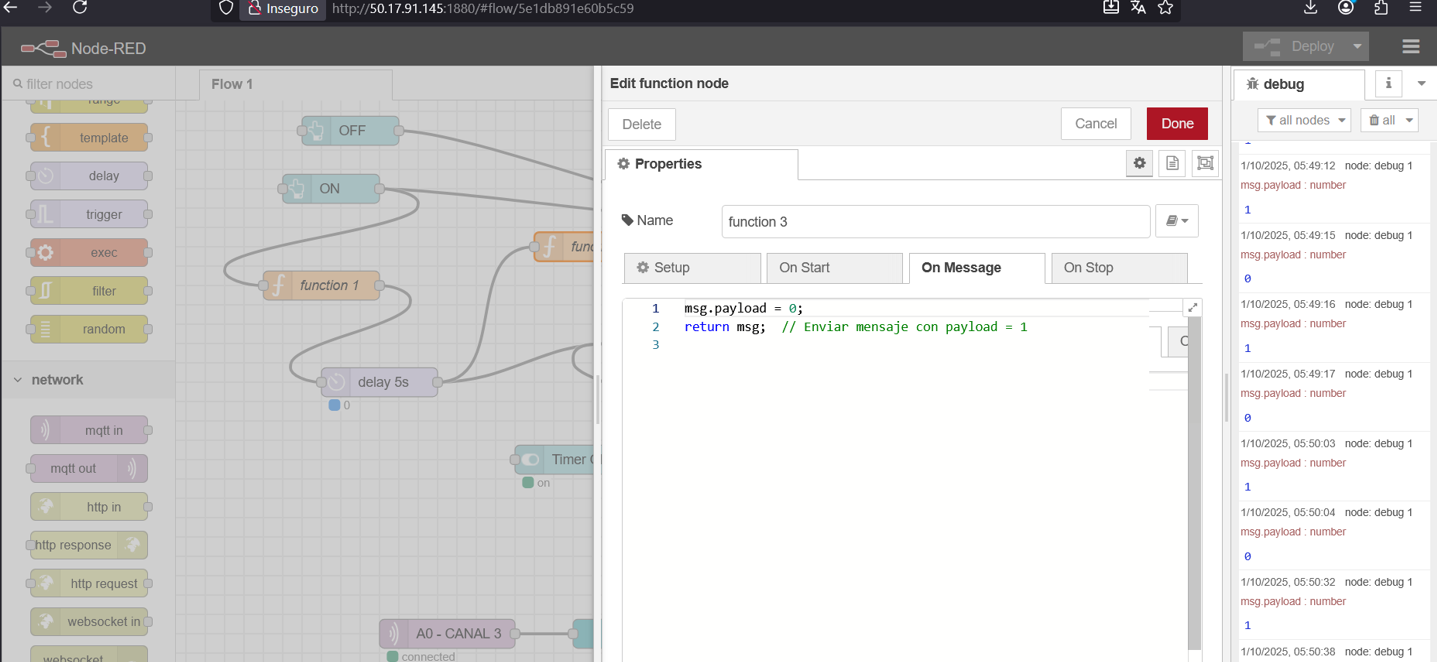 Inseguro
http://50.17.91.145:1880/#flow/5e1db891e60b5c59
Node-RED
Deploy
filter nodes
range
template
delay
trigger
exec
filter
random
network
mqtt in
mqtt out
http in
http response
http request
websocket in
websocket
Flow 1
OFF
ON
function 1
func
delay 5s
0
Timer
on
A0 - CANAL 3
connected
Edit function node
Delete
Cancel
Done
Properties
Name
function 3
Setup
On Start
On Message
On Stop
1 msg.payload = 0;
2 return msg;  // Enviar mensaje con payload = 1
3
debug
i
all nodes
all
1
1/10/2025, 05:49:12 node: debug 1
msg.payload : number
1
1/10/2025, 05:49:15 node: debug 1
msg.payload : number
0
1/10/2025, 05:49:16 node: debug 1
msg.payload : number
1
1/10/2025, 05:49:17 node: debug 1
msg.payload : number
0
1/10/2025, 05:50:03 node: debug 1
msg.payload : number
1
1/10/2025, 05:50:04 node: debug 1
msg.payload : number
0
1/10/2025, 05:50:32 node: debug 1
msg.payload : number
1
1/10/2025, 05:50:38 node: debug 1